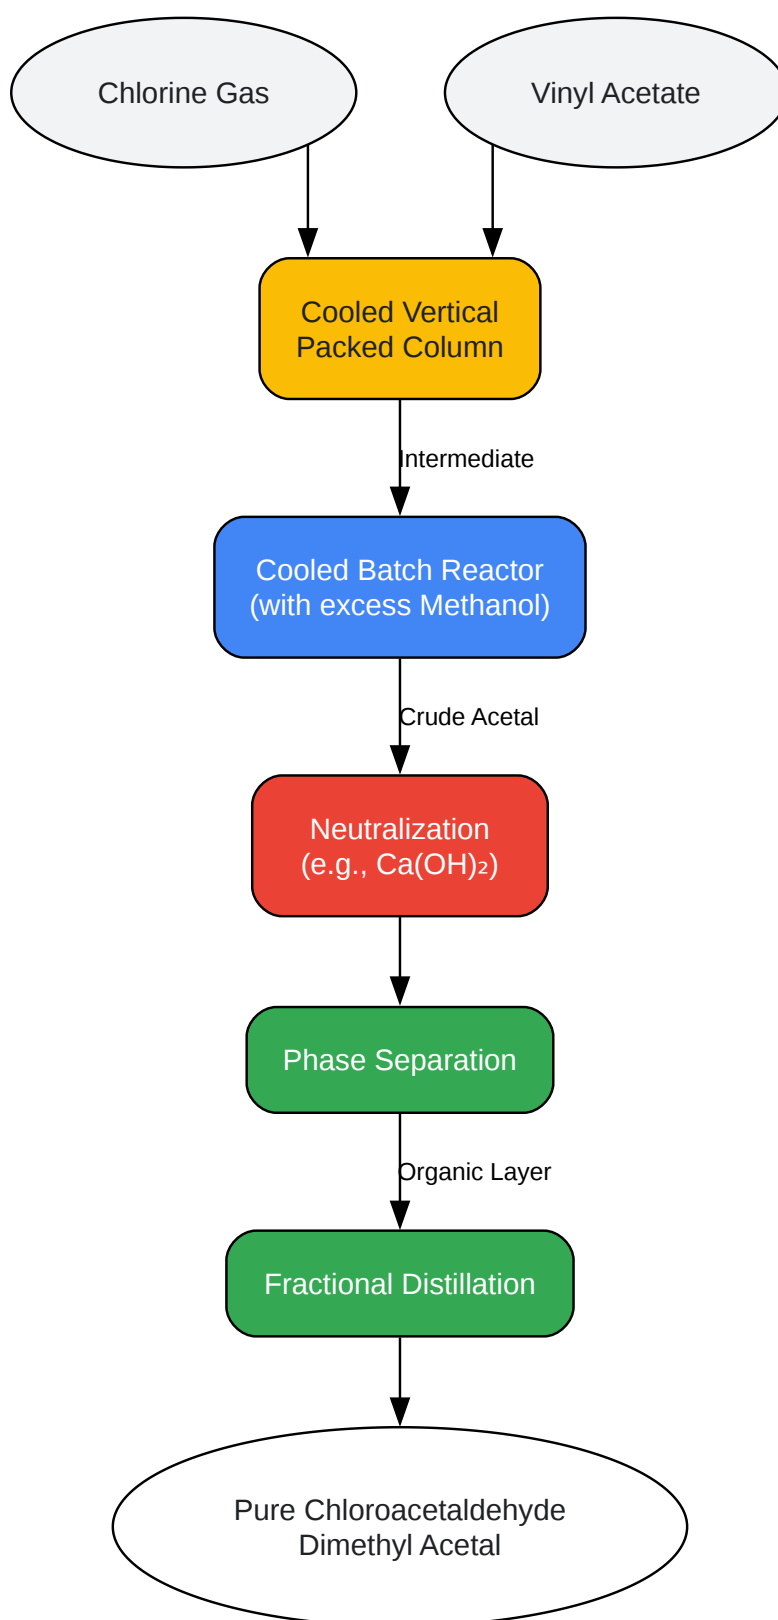 Chlorine Gas
Vinyl Acetate
Cooled Vertical
Packed Column
Intermediate
Cooled Batch Reactor
(with excess Methanol)
Crude Acetal
Neutralization
(e.g., Ca(OH)₂)
Phase Separation
Organic Layer
Fractional Distillation
Pure Chloroacetaldehyde
Dimethyl Acetal